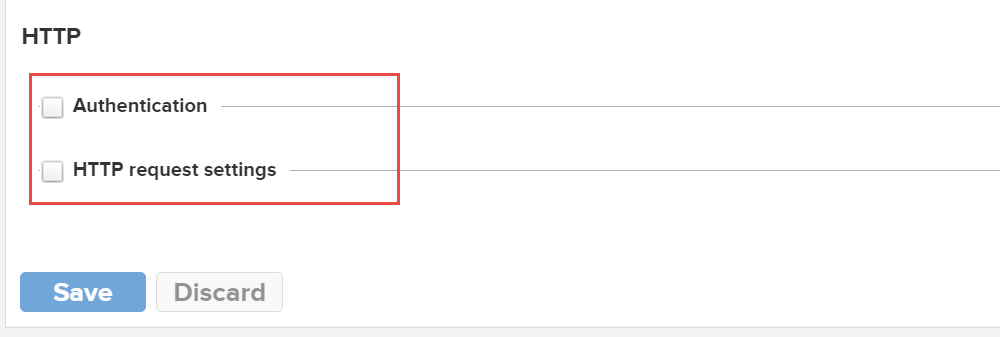 HTTP
Authentication
HTTP request settings
Save Discard